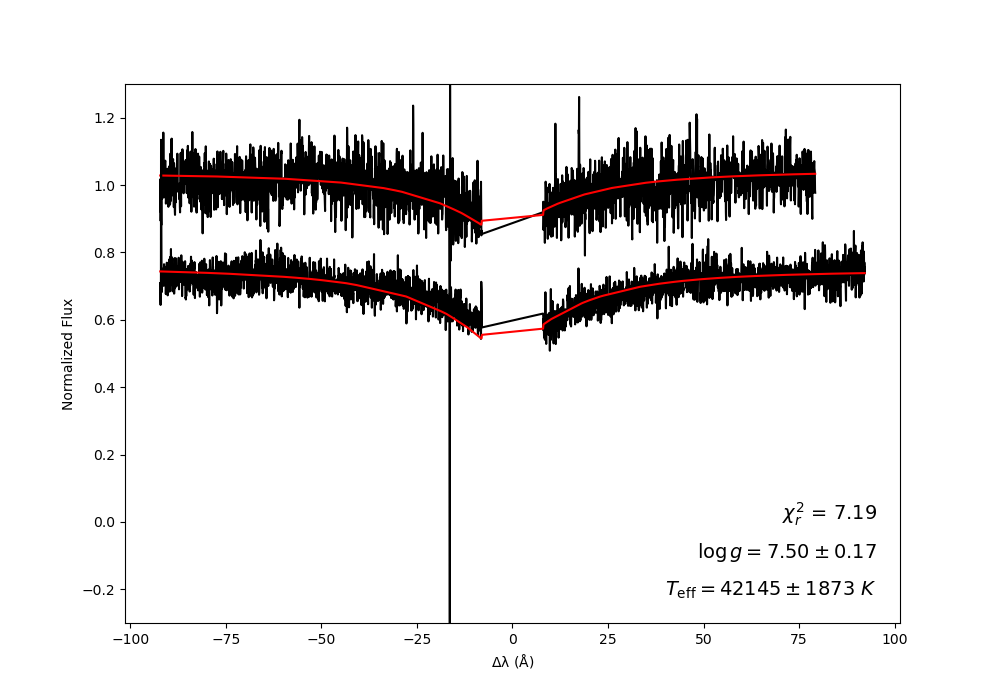 1.2
1.0
0.8
0.6
0.4
0.2
0.0
−0.2
Normalized Flux
χ²ᵣ = 7.19
log g = 7.50 ± 0.17
T_eff = 42145 ± 1873 K
−100 −75 −50 −25 0 25 50 75 100
Δλ (Å)